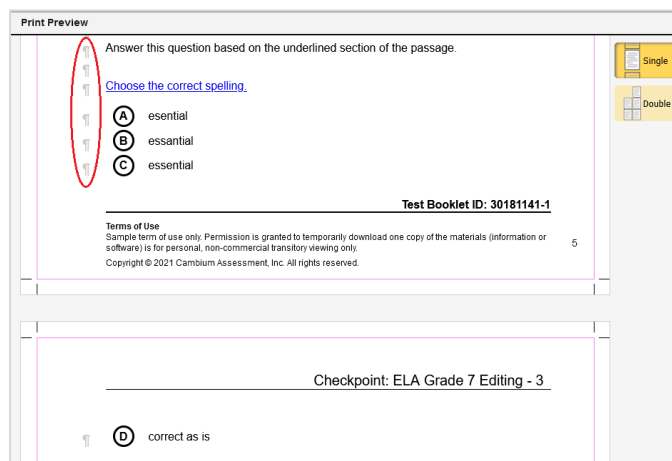 Print Preview
¶ Answer this question based on the underlined section of the passage.
¶
¶ Choose the correct spelling.
¶ A esential
¶ B essantial
¶ C essential
Test Booklet ID: 30181141-1
Terms of Use
Sample term of use only. Permission is granted to temporarily download one copy of the materials (information or
software) is for personal, non-commercial transitory viewing only.
5
Copyright © 2021 Cambium Assessment, Inc. All rights reserved.
Checkpoint: ELA Grade 7 Editing - 3
¶ D correct as is
Single
Double